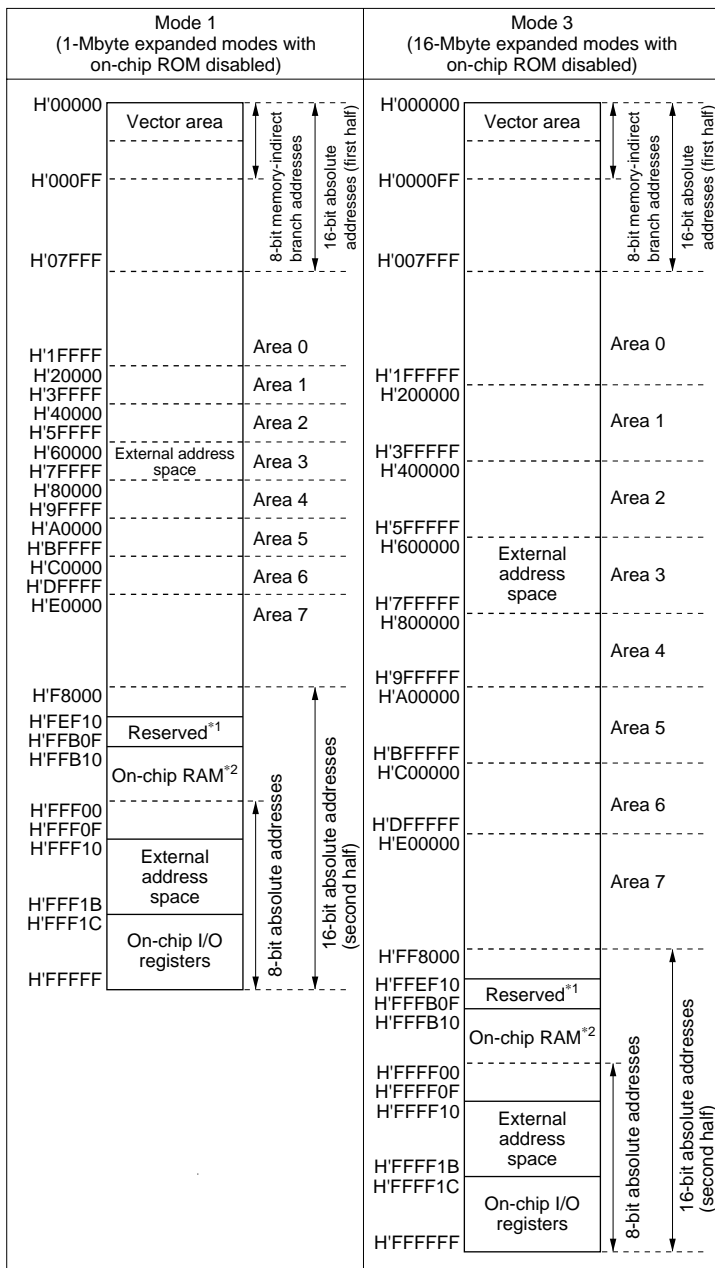 Mode 1
(1-Mbyte expanded modes with
on-chip ROM disabled)
H'00000
Vector area
H'000FF
H'07FFF
8-bit memory-indirect
branch addresses
16-bit absolute
addresses (first half)
H'1FFFF
Area 0
H'20000
H'3FFFF
Area 1
H'40000
H'5FFFF
Area 2
H'60000
H'7FFFF
External address
space
Area 3
H'80000
H'9FFFF
Area 4
H'A0000
H'BFFFF
Area 5
H'C0000
H'DFFFF
Area 6
H'E0000
Area 7
H'F8000
H'FEF10
Reserved*1
H'FFB0F
H'FFB10
On-chip RAM*2
H'FFF00
H'FFF0F
H'FFF10
External
address
space
H'FFF1B
H'FFF1C
On-chip I/O
registers
H'FFFFF
8-bit absolute addresses
16-bit absolute addresses
(second half)
Mode 3
(16-Mbyte expanded modes with
on-chip ROM disabled)
H'000000
Vector area
H'0000FF
H'007FFF
8-bit memory-indirect
branch addresses
16-bit absolute
addresses (first half)
Area 0
H'1FFFFF
H'200000
Area 1
H'3FFFFF
H'400000
Area 2
H'5FFFFF
H'600000
External
address
space
Area 3
H'7FFFFF
H'800000
Area 4
H'9FFFFF
H'A00000
Area 5
H'BFFFFF
H'C00000
Area 6
H'DFFFFF
H'E00000
Area 7
H'FF8000
H'FFEF10
Reserved*1
H'FFFB0F
H'FFFB10
On-chip RAM*2
H'FFFF00
H'FFFF0F
H'FFFF10
External
address
space
H'FFFF1B
H'FFFF1C
On-chip I/O
registers
H'FFFFFF
8-bit absolute addresses
16-bit absolute addresses
(second half)